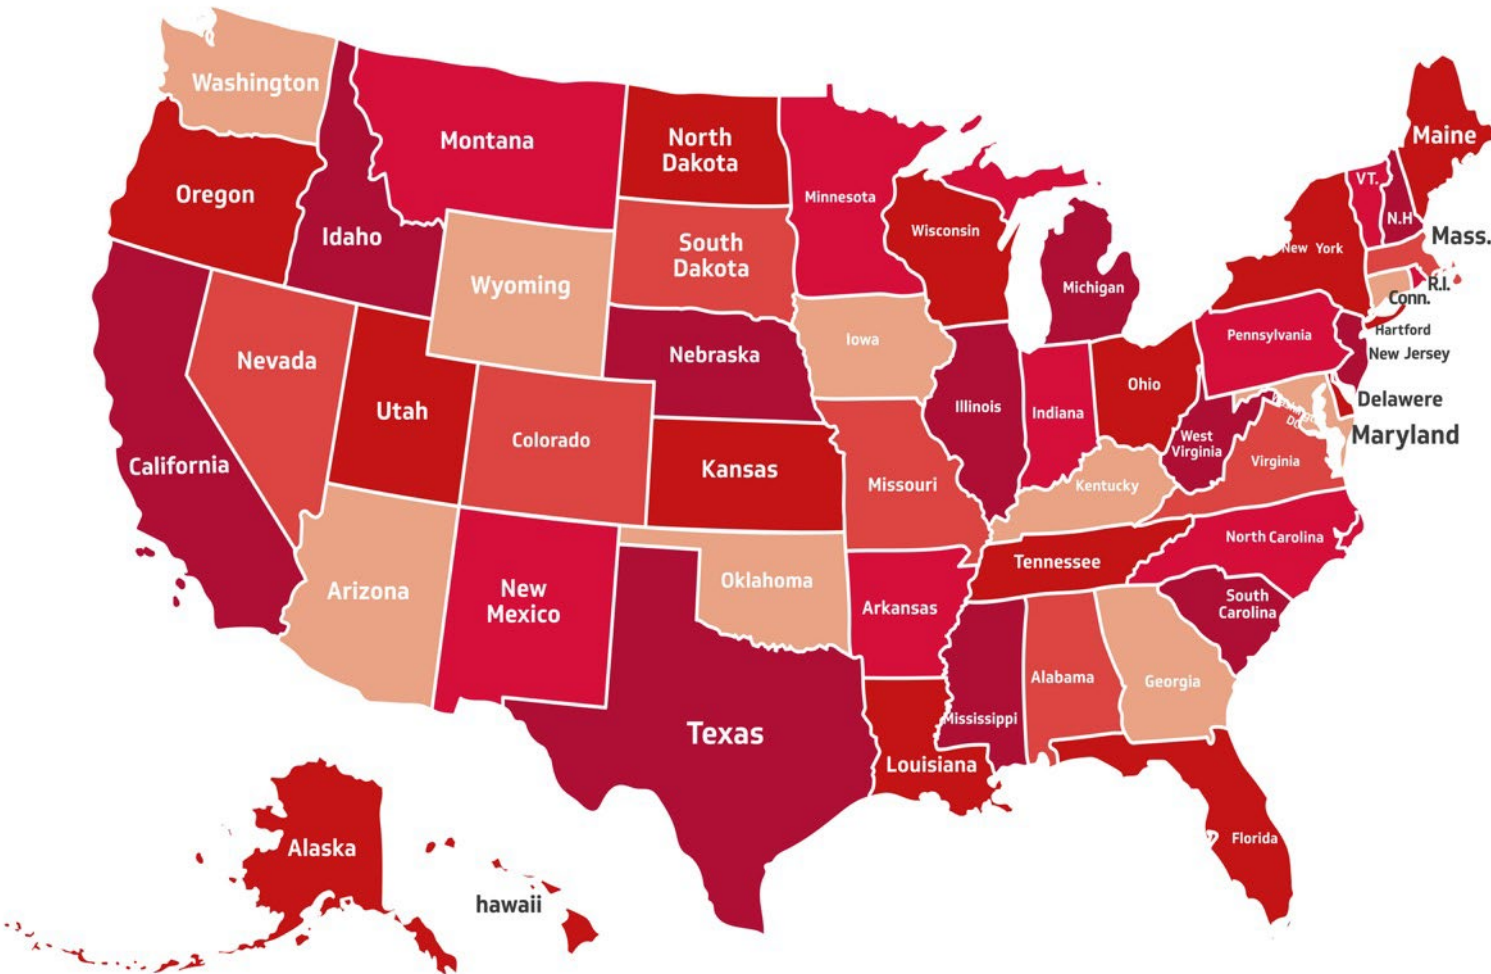 Washington
Montana
North
Dakota
Minnesota
Maine
Oregon
Idaho
VT.
N.H
Wisconsin
New York
Mass.
South
Dakota
Wyoming
Michigan
R.I.
Conn.
Hartford
Pennsylvania
New Jersey
Nevada
Nebraska
Iowa
Ohio
Delawere
Utah
Colorado
Illinois
Indiana
Washington
DC
Maryland
West
Virginia
California
Kansas
Missouri
Kentucky
Virginia
North Carolina
Tennessee
Arizona
New
Mexico
Oklahoma
Arkansas
South
Carolina
Alabama
Georgia
Texas
Mississippi
Louisiana
Florida
Alaska
hawaii